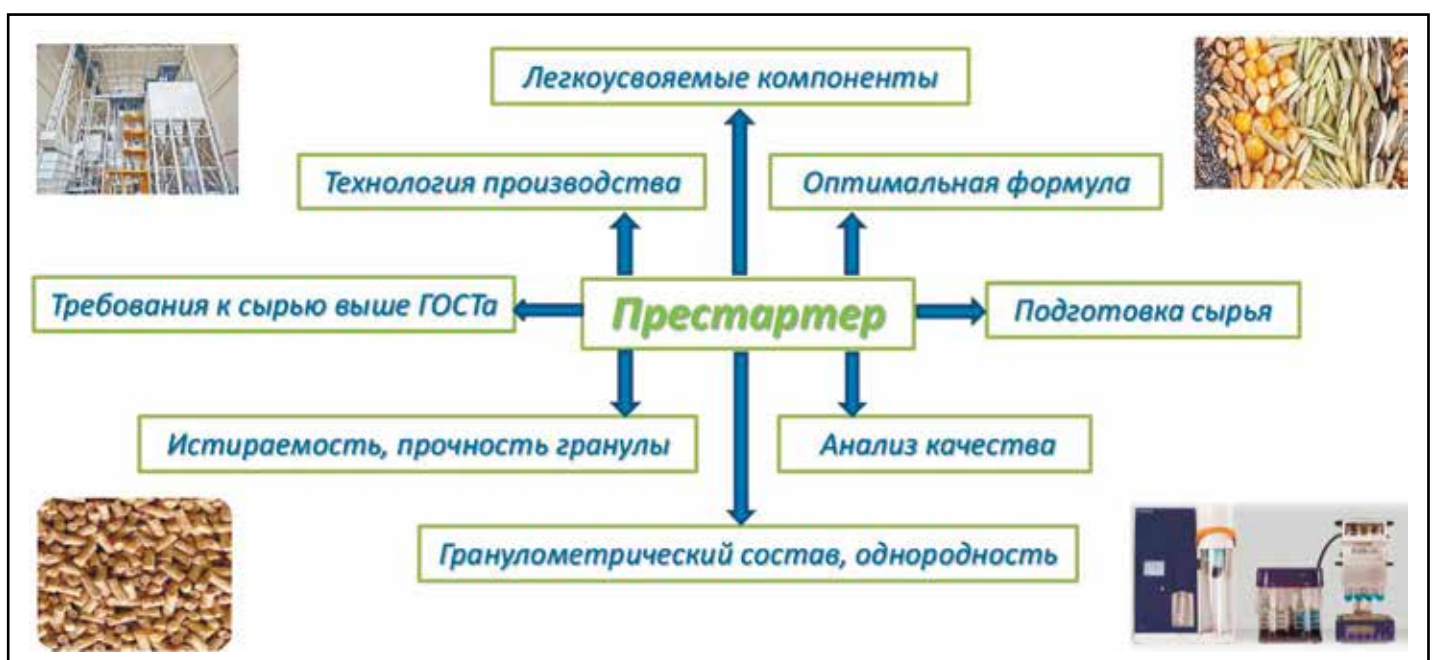 Легкоусвояемые компоненты
Технология производства
Оптимальная формула
Требования к сырью выше ГОСТа
Престартер
Подготовка сырья
Истираемость, прочность гранулы
Анализ качества
Гранулометрический состав, однородность